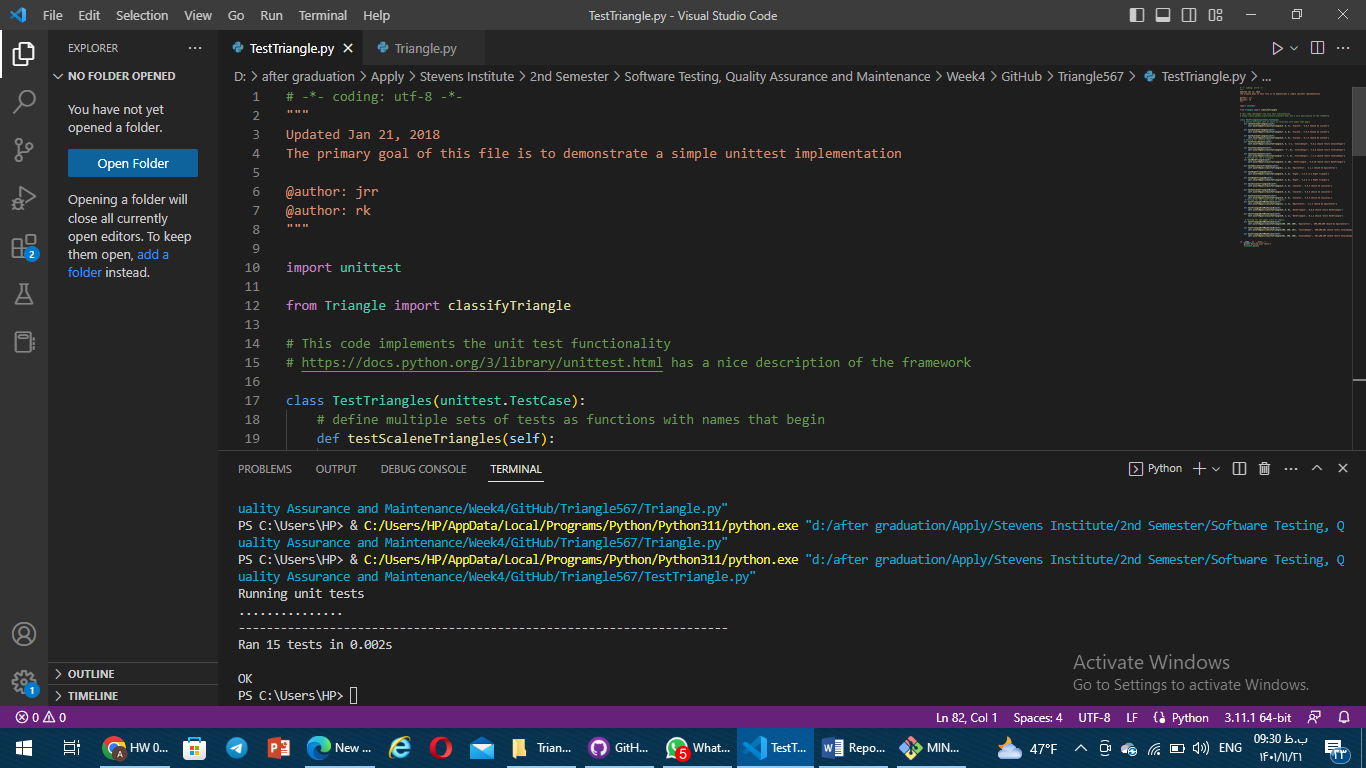 File Edit Selection View Go Run Terminal Help
TestTriangle.py - Visual Studio Code
EXPLORER
NO FOLDER OPENED
You have not yet
opened a folder.
Open Folder
Opening a folder will
close all currently
open editors. To keep
them open, add a
folder instead.
OUTLINE
TIMELINE
2
1
TestTriangle.py
Triangle.py
D: > after graduation > Apply > Stevens Institute > 2nd Semester > Software Testing, Quality Assurance and Maintenance > Week4 > GitHub > Triangle567 > TestTriangle.py > ...
1 # -*- coding: utf-8 -*-
2 """
3 Updated Jan 21, 2018
4 The primary goal of this file is to demonstrate a simple unittest implementation
5
6 @author: jrr
7 @author: rk
8 """
9
10 import unittest
11
12 from Triangle import classifyTriangle
13
14 # This code implements the unit test functionality
15 # https://docs.python.org/3/library/unittest.html has a nice description of the framework
16
17 class TestTriangles(unittest.TestCase):
18 # define multiple sets of tests as functions with names that begin
19 def testScaleneTriangles(self):
PROBLEMS OUTPUT DEBUG CONSOLE TERMINAL
Python
uality Assurance and Maintenance/Week4/GitHub/Triangle567/Triangle.py"
PS C:\Users\HP> & C:/Users/HP/AppData/Local/Programs/Python/Python311/python.exe "d:/after graduation/Apply/Stevens Institute/2nd Semester/Software Testing, Q
uality Assurance and Maintenance/Week4/GitHub/Triangle567/Triangle.py"
PS C:\Users\HP> & C:/Users/HP/AppData/Local/Programs/Python/Python311/python.exe "d:/after graduation/Apply/Stevens Institute/2nd Semester/Software Testing, Q
uality Assurance and Maintenance/Week4/GitHub/Triangle567/TestTriangle.py"
Running unit tests
...............
----------------------------------------------------------------------
Ran 15 tests in 0.002s
OK
PS C:\Users\HP>
Activate Windows
Go to Settings to activate Windows.
0 0
Ln 82, Col 1 Spaces: 4 UTF-8 LF Python 3.11.1 64-bit
HW 0... New ... Trian... GitH... What... TestT... Repo... MIN...
5
47°F
ENG
09:30 ب.ظ
۱۴۰۱/۱۱/۲۱
۲۳